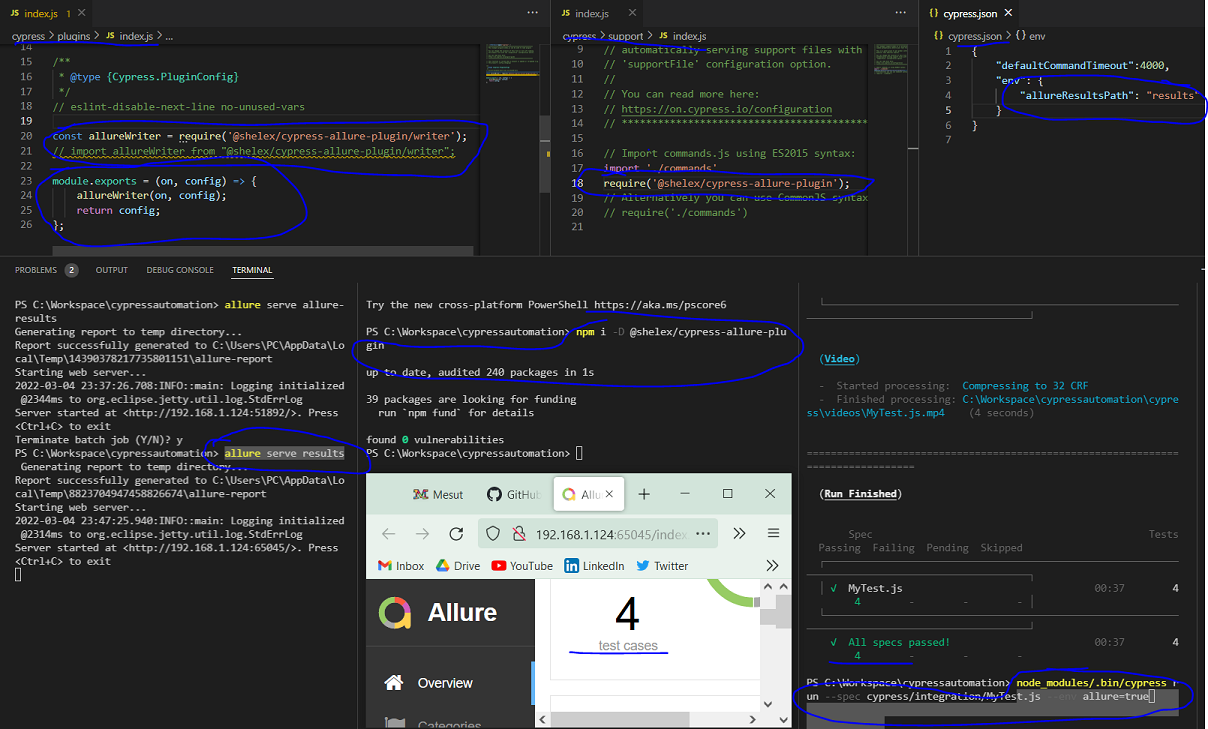 index.js 1
cypress > plugins > index.js > ...
14
15 /**
16 * @type {Cypress.PluginConfig}
17 */
18 // eslint-disable-next-line no-unused-vars
19
20 const allureWriter = require('@shelex/cypress-allure-plugin/writer');
21 // import allureWriter from "@shelex/cypress-allure-plugin/writer";
22
23 module.exports = (on, config) => {
24 allureWriter(on, config);
25 return config;
26 };
index.js
cypress > support > index.js
9 // automatically serving support files with
10 // 'supportFile' configuration option.
11 //
12 // You can read more here:
13 // https://on.cypress.io/configuration
14 // ****************************************
15
16 // Import commands.js using ES2015 syntax:
17 import './commands'
18 require('@shelex/cypress-allure-plugin');
19 // Alternatively you can use CommonJS syntax
20 // require('./commands')
21
cypress.json
cypress.json > env
1 {
2 "defaultCommandTimeout":4000,
3 "env": {
4 "allureResultsPath": "results"
5 }
6 }
7
PROBLEMS 2 OUTPUT DEBUG CONSOLE TERMINAL
PS C:\Workspace\cypressautomation> allure serve allure-
results
Generating report to temp directory...
Report successfully generated to C:\Users\PC\AppData\Lo
cal\Temp\14390378217735801151\allure-report
Starting web server...
2022-03-04 23:37:26.708:INFO::main: Logging initialized
@2344ms to org.eclipse.jetty.util.log.StdErrLog
Server started at <http://192.168.1.124:51892/>. Press
<Ctrl+C> to exit
Terminate batch job (Y/N)? y
PS C:\Workspace\cypressautomation> allure serve results
Generating report to temp directory...
Report successfully generated to C:\Users\PC\AppData\Lo
cal\Temp\8823704947458826674\allure-report
Starting web server...
2022-03-04 23:47:25.940:INFO::main: Logging initialized
@2314ms to org.eclipse.jetty.util.log.StdErrLog
Server started at <http://192.168.1.124:65045/>. Press
<Ctrl+C> to exit
Try the new cross-platform PowerShell https://aka.ms/pscore6
PS C:\Workspace\cypressautomation> npm i -D @shelex/cypress-allure-plu
gin
up to date, audited 240 packages in 1s
39 packages are looking for funding
run `npm fund` for details
found 0 vulnerabilities
PS C:\Workspace\cypressautomation>
Mesut GitHub Allu
192.168.1.124:65045/index
Inbox Drive YouTube LinkedIn Twitter
Allure
Overview
Categories
4
test cases
(Video)
- Started processing: Compressing to 32 CRF
- Finished processing: C:\Workspace\cypressautomation\cypre
ss\videos\MyTest.js.mp4 (4 seconds)
===========================================================
==================
(Run Finished)
Spec Tests
Passing Failing Pending Skipped
√ MyTest.js 00:37 4
4 - - -
√ All specs passed! 00:37 4
4 - - -
PS C:\Workspace\cypressautomation> node_modules/.bin/cypress r
un --spec cypress/integration/MyTest.js --env allure=true